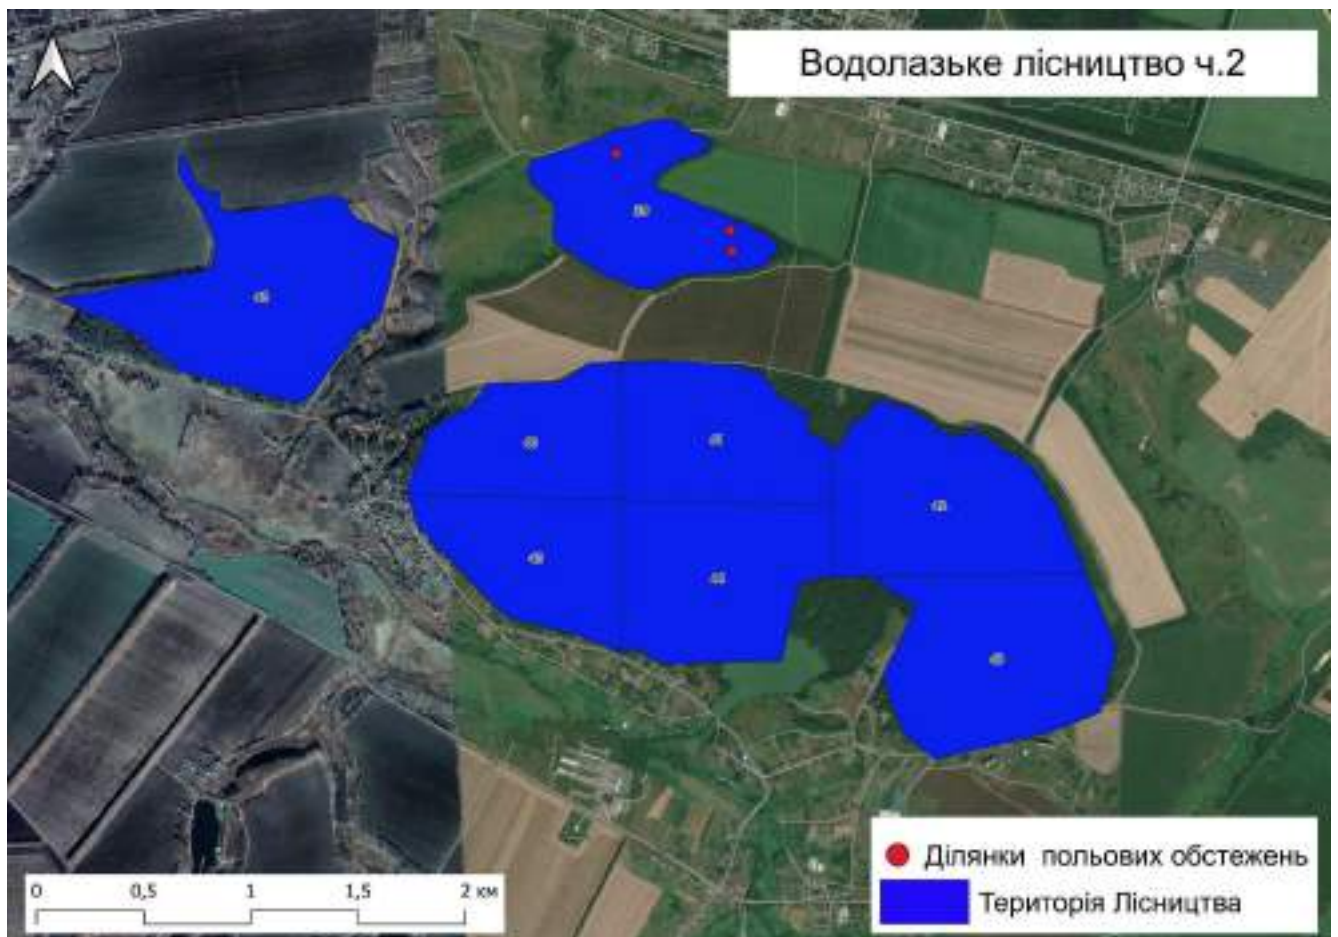 Водолазьке лісництво ч.2
Ділянки польових обстежень
Територія Лісництва
0 0,5 1 1,5 2 км